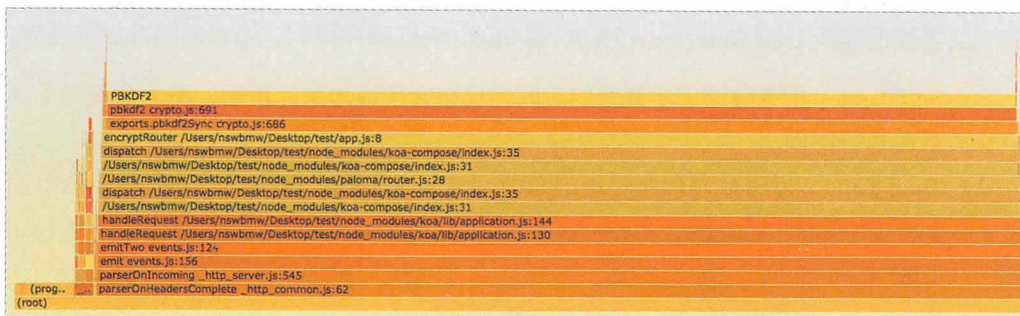 PBKDF2
pbkdf2 crypto.js:691
exports.pbkdf2Sync crypto.js:686
encryptRouter /Users/nswbmw/Desktop/test/app.js:8
dispatch /Users/nswbmw/Desktop/test/node_modules/koa-compose/index.js:35
/Users/nswbmw/Desktop/test/node_modules/koa-compose/index.js:31
/Users/nswbmw/Desktop/test/node_modules/paloma/router.js:28
dispatch /Users/nswbmw/Desktop/test/node_modules/koa-compose/index.js:35
/Users/nswbmw/Desktop/test/node_modules/koa-compose/index.js:31
handleRequest /Users/nswbmw/Desktop/test/node_modules/koa/lib/application.js:144
handleRequest /Users/nswbmw/Desktop/test/node_modules/koa/lib/application.js:130
emitTwo events.js:124
emit events.js:156
parserOnIncoming _http_server.js:545
(prog.. _.. parserOnHeadersComplete _http_common.js:62
(root)